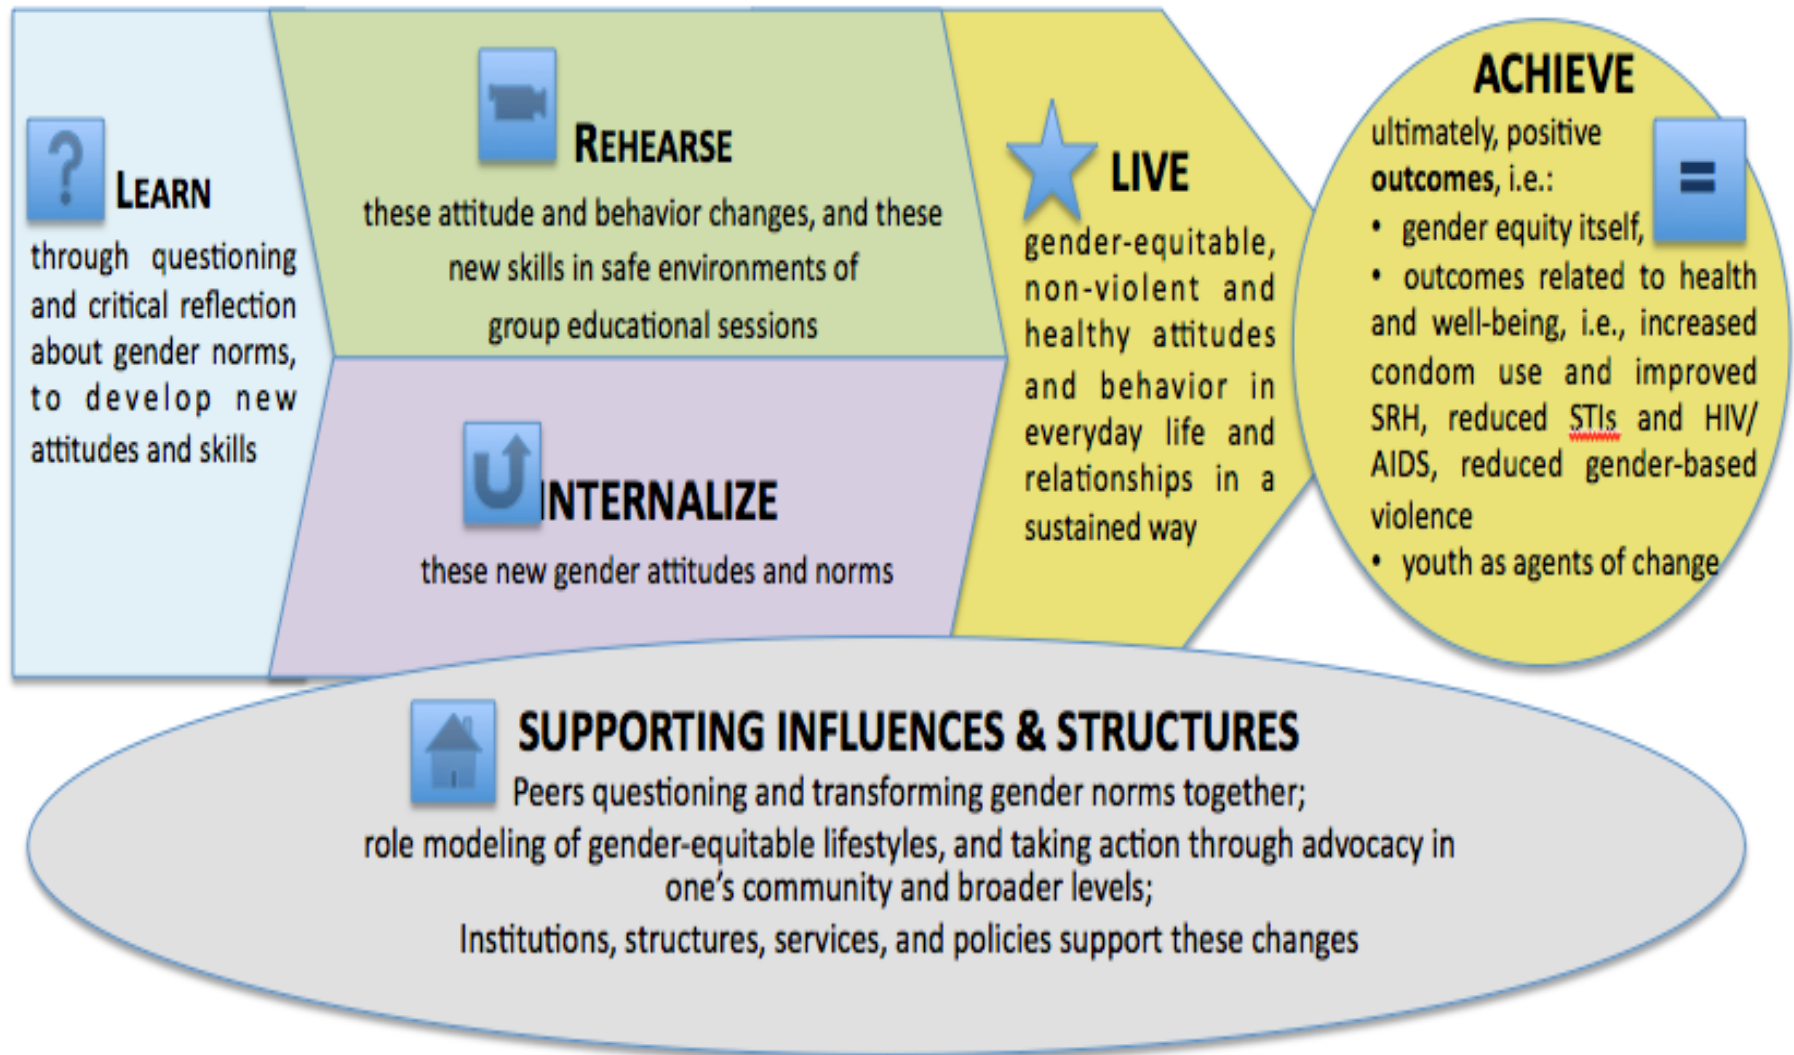 ?
LEARN
through questioning
and critical reflection
about gender norms,
to develop new
attitudes and skills
REHEARSE
these attitude and behavior changes, and these
new skills in safe environments of
group educational sessions
INTERNALIZE
these new gender attitudes and norms
LIVE
gender-equitable,
non-violent and
healthy attitudes
and behavior in
everyday life and
relationships in a
sustained way
ACHIEVE
ultimately, positive
outcomes, i.e.:
=
• gender equity itself,
• outcomes related to health
and well-being, i.e., increased
condom use and improved
SRH, reduced STIs and HIV/
AIDS, reduced gender-based
violence
• youth as agents of change
SUPPORTING INFLUENCES & STRUCTURES
Peers questioning and transforming gender norms together;
role modeling of gender-equitable lifestyles, and taking action through advocacy in
one's community and broader levels;
Institutions, structures, services, and policies support these changes